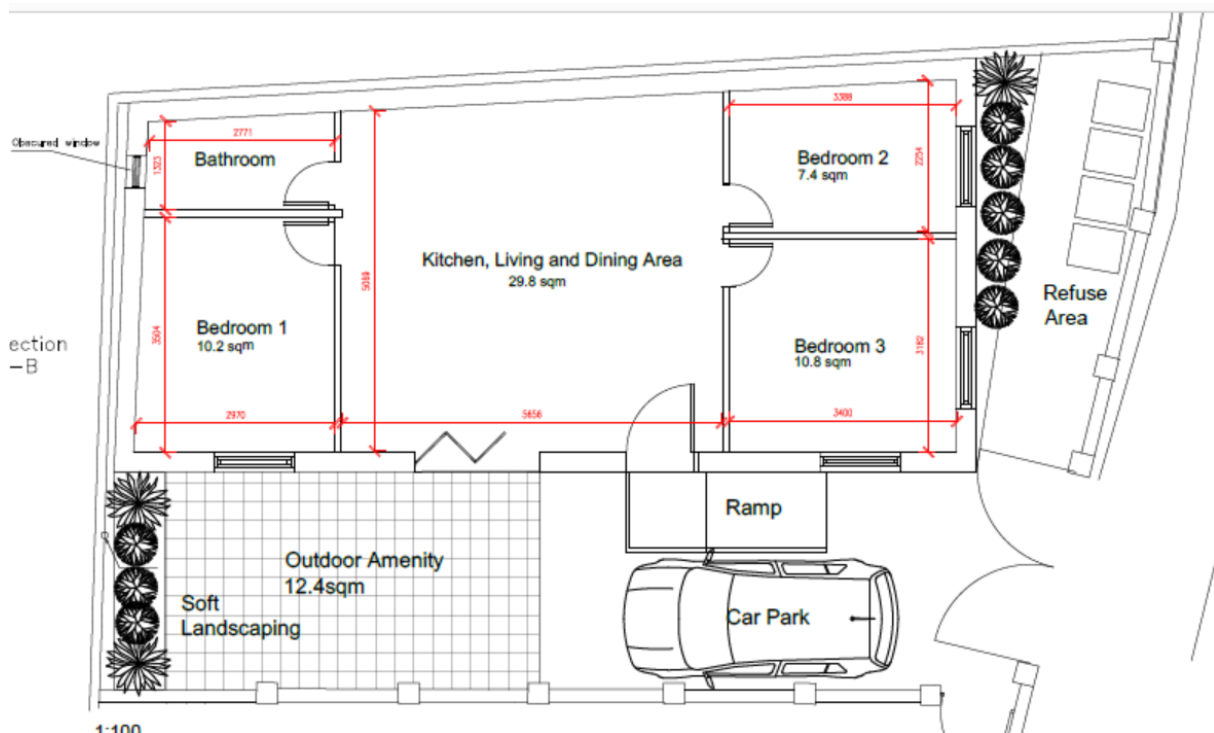 Obscured window
2771
Bathroom
1323
3388
Bedroom 2
7.4 sqm
2254
Kitchen, Living and Dining Area
29.8 sqm
5089
Refuse
Area
Bedroom 1
10.2 sqm
3504
ection
-B
Bedroom 3
10.8 sqm
3182
2970
5656
3400
Ramp
Outdoor Amenity
12.4sqm
Soft
Landscaping
Car Park
1:100